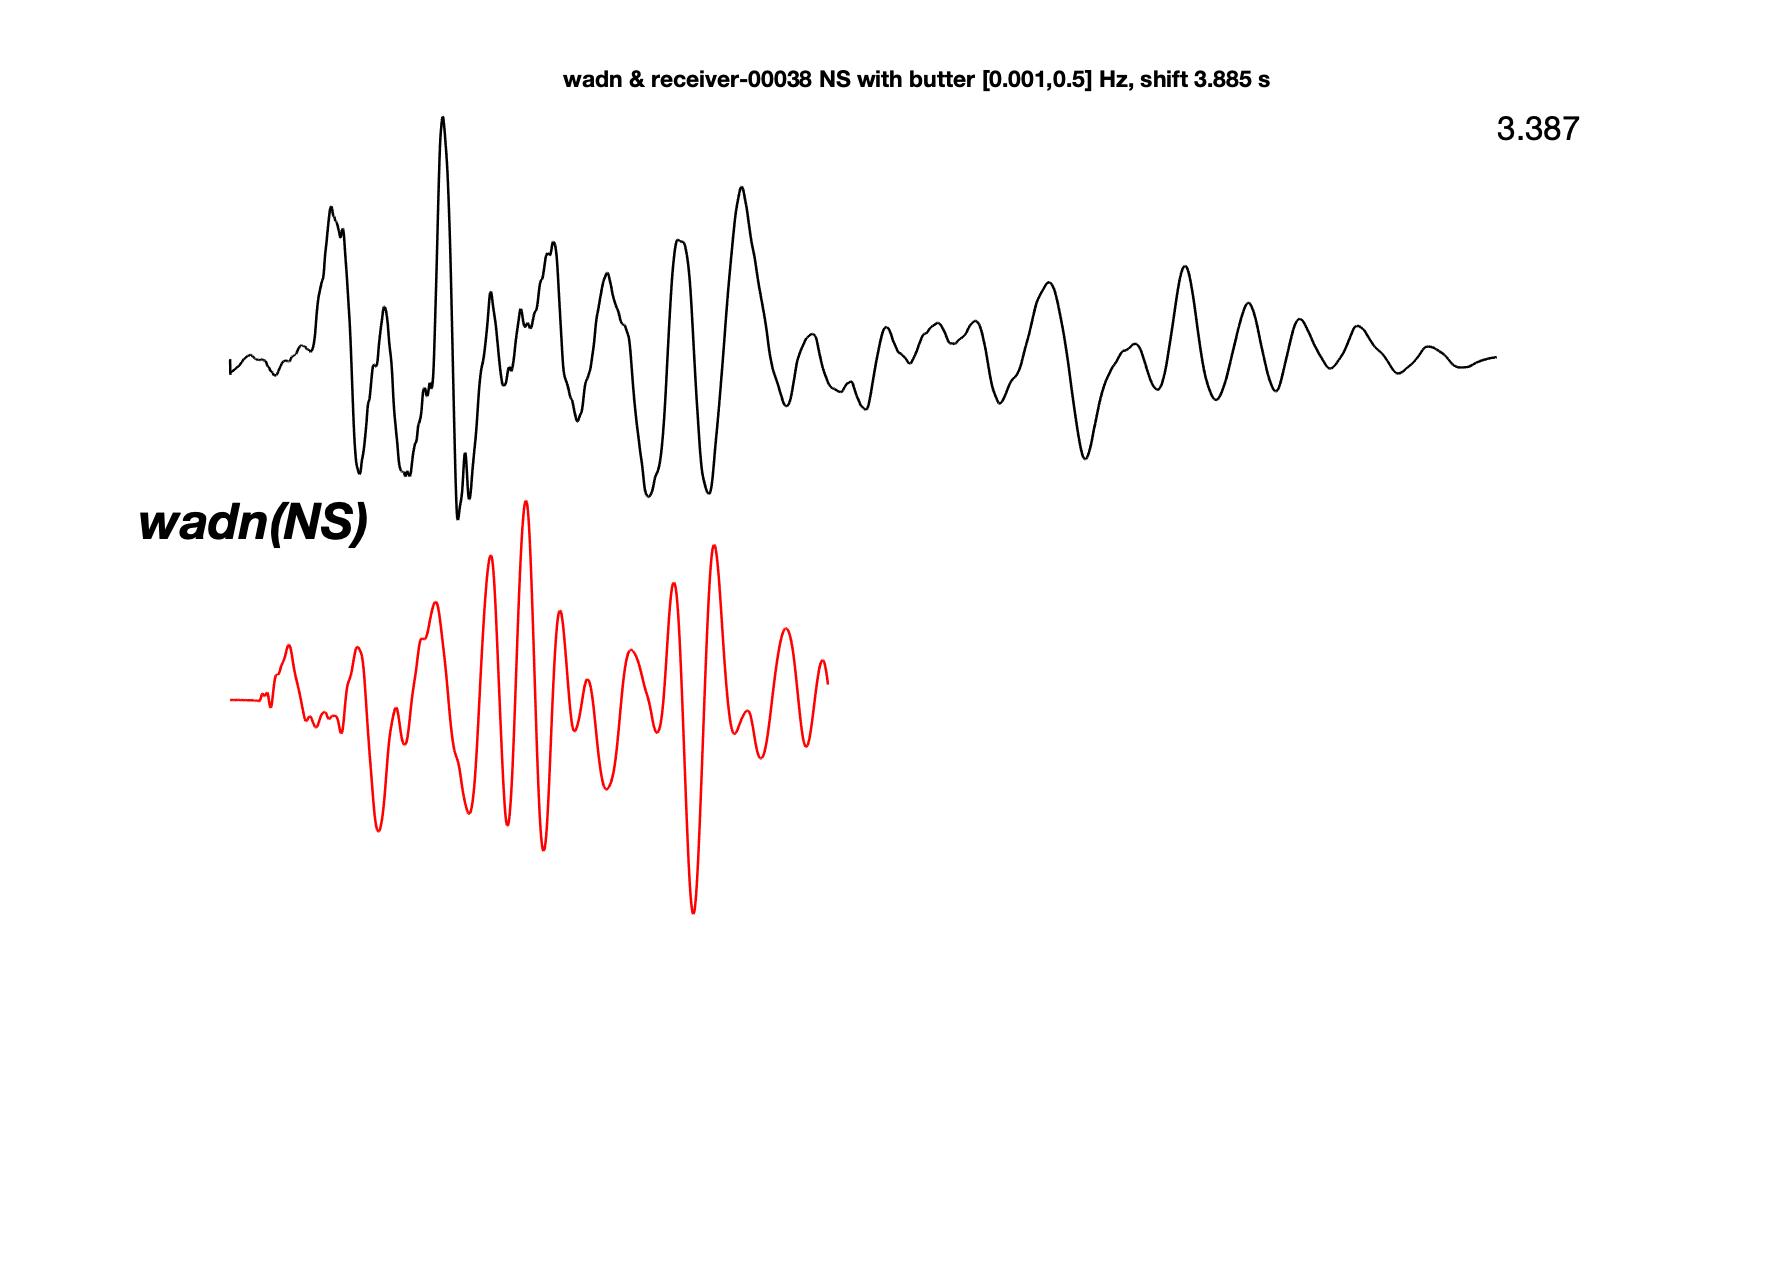 wadn & receiver-00038 NS with butter [0.001,0.5] Hz, shift 3.885 s
3.387
wadn(NS)